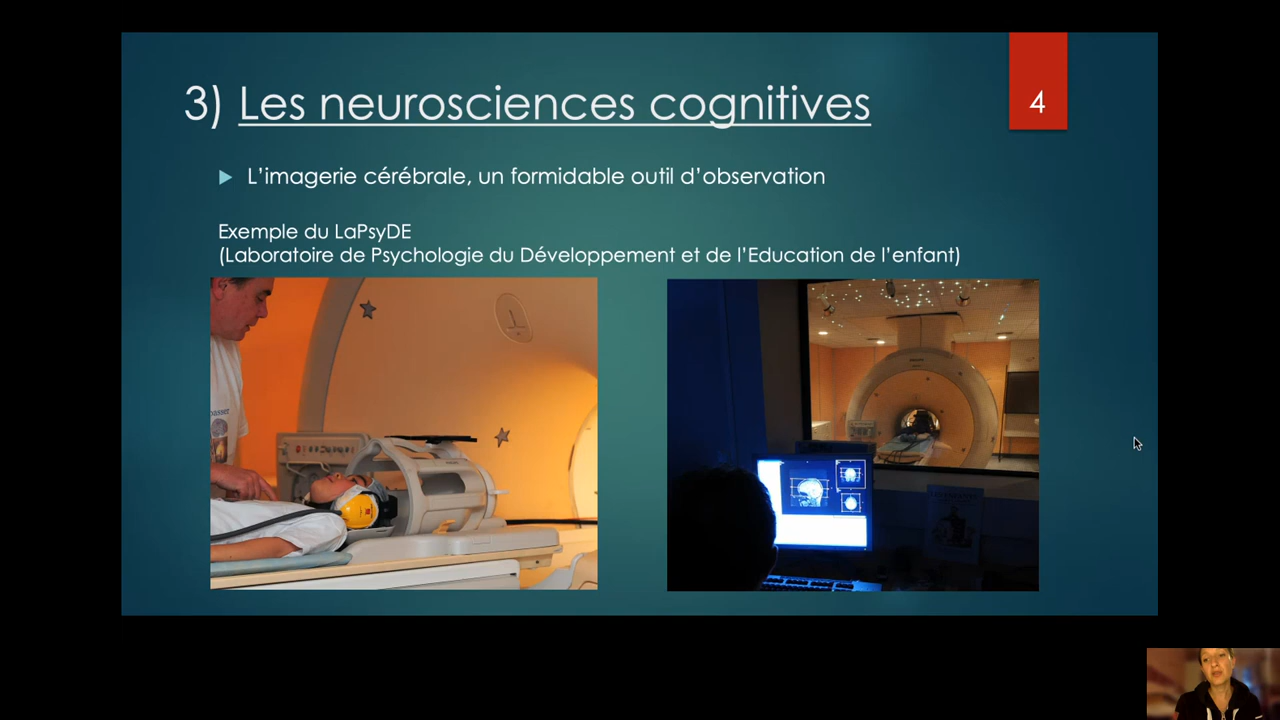 3) Les neurosciences cognitives
4
L'imagerie cérébrale, un formidable outil d'observation
Exemple du LaPsyDE
(Laboratoire de Psychologie du Développement et de l'Education de l'enfant)